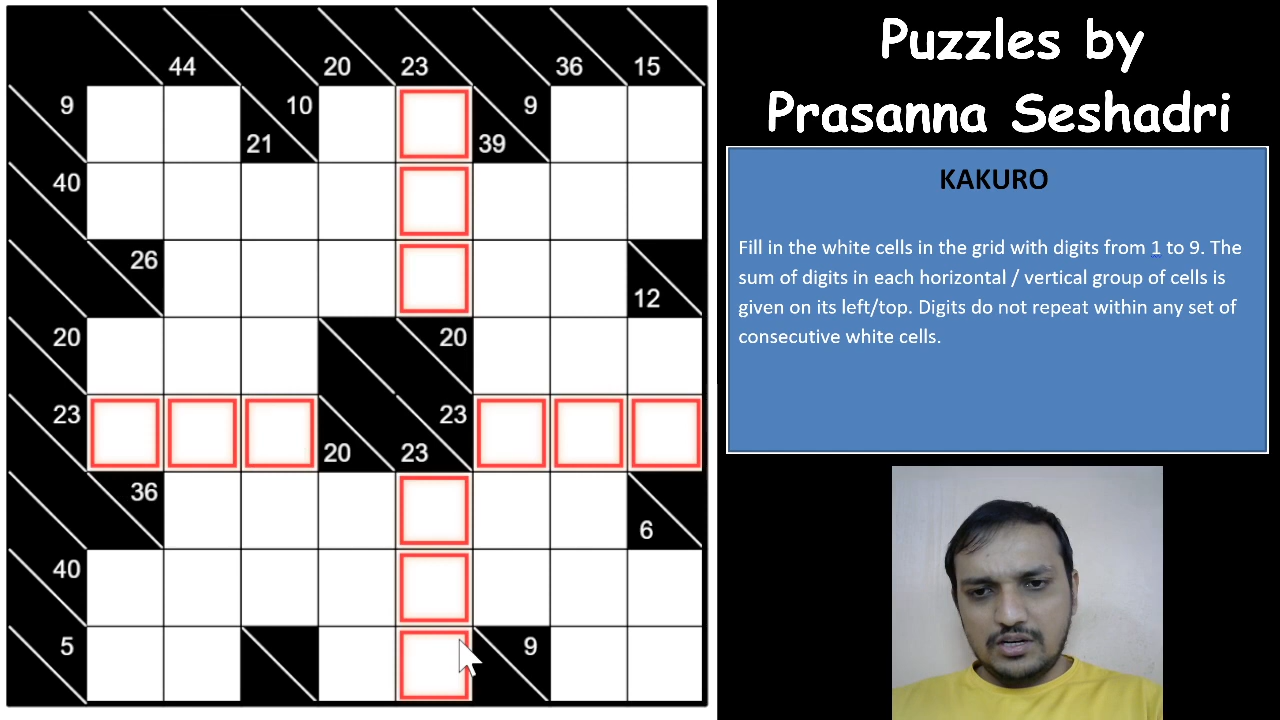 Puzzles by
Prasanna Seshadri
KAKURO
Fill in the white cells in the grid with digits from 1 to 9. The
sum of digits in each horizontal / vertical group of cells is
given on its left/top. Digits do not repeat within any set of
consecutive white cells.
44 20 23 36 15
9 10 21 9 39
40
26 12
20 20
23 20 23 23
36 6
40
5 9